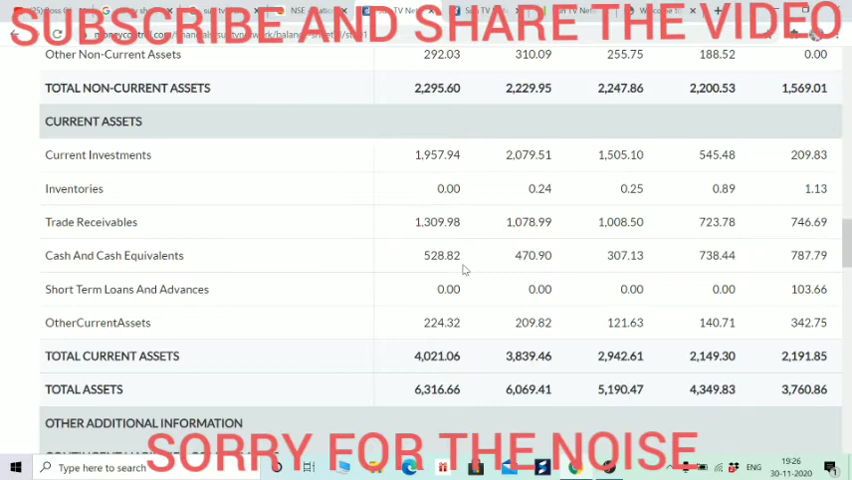 SUBSCRIBE AND SHARE THE VIDEO
Other Non-Current Assets 292.03 310.09 255.75 188.52 0.00
TOTAL NON-CURRENT ASSETS 2,295.60 2,229.95 2,247.86 2,200.53 1,569.01
CURRENT ASSETS
Current Investments 1,957.94 2,079.51 1,505.10 545.48 209.83
Inventories 0.00 0.24 0.25 0.89 1.13
Trade Receivables 1,309.98 1,078.99 1,008.50 723.78 746.69
Cash And Cash Equivalents 528.82 470.90 307.13 738.44 787.79
Short Term Loans And Advances 0.00 0.00 0.00 0.00 103.66
OtherCurrentAssets 224.32 209.82 121.63 140.71 342.75
TOTAL CURRENT ASSETS 4,021.06 3,839.46 2,942.61 2,149.30 2,191.85
TOTAL ASSETS 6,316.66 6,069.41 5,190.47 4,349.83 3,760.86
OTHER ADDITIONAL INFORMATION
SORRY FOR THE NOISE
Type here to search
ENG
19:26
30-11-2020